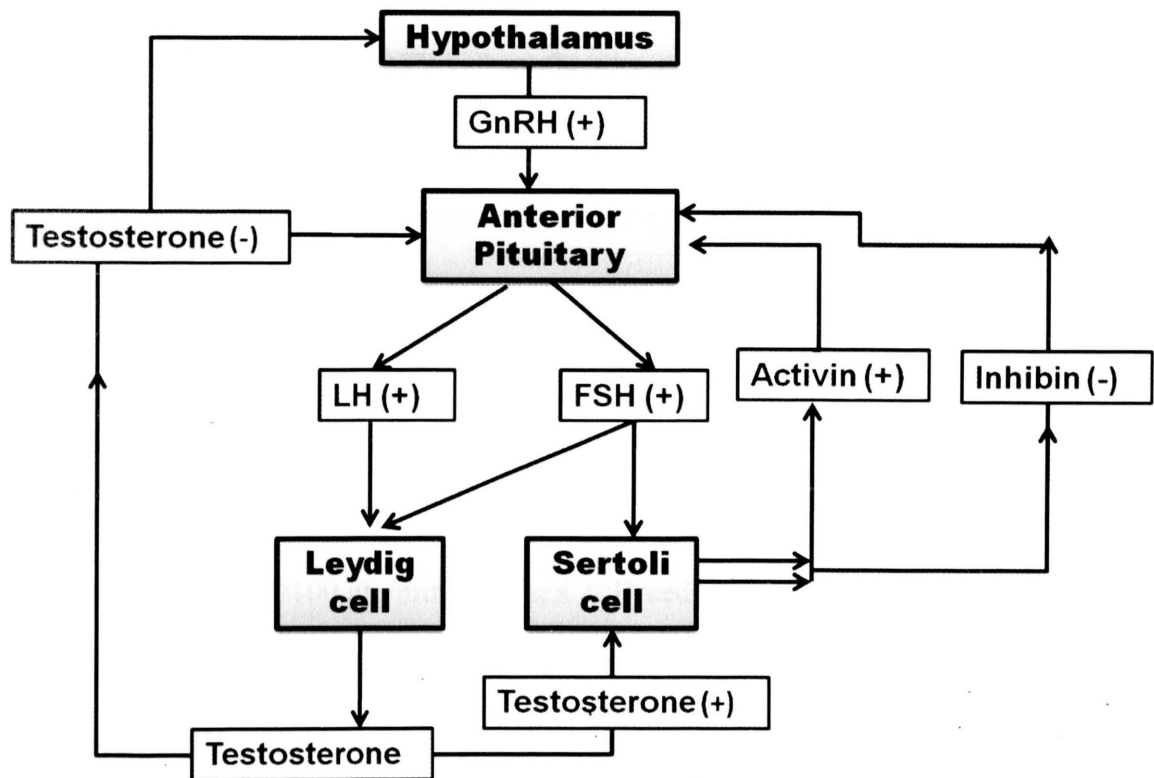 Hypothalamus
GnRH (+)
Anterior
Pituitary
Testosterone (-)
LH (+)
FSH (+)
Activin (+)
Inhibin (-)
Leydig
cell
Sertoli
cell
Testosterone (+)
Testosterone